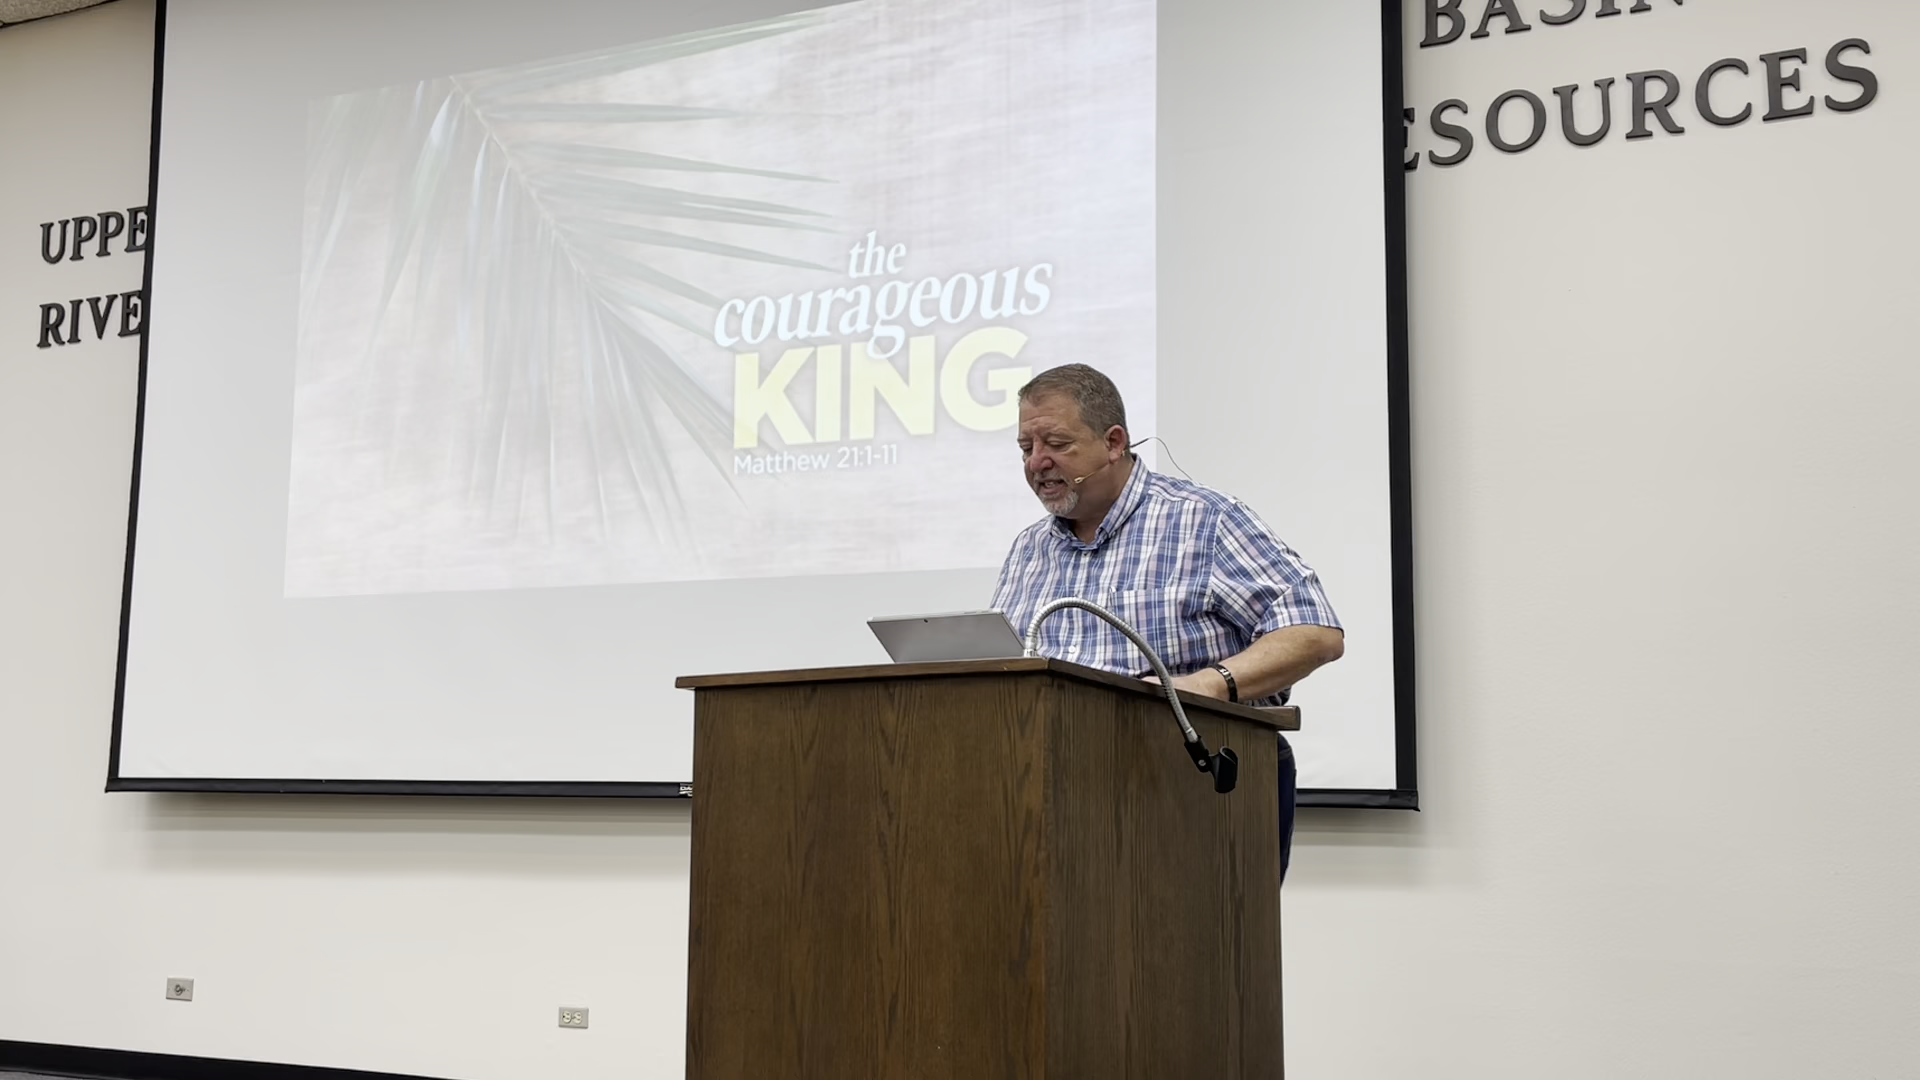 BASIN
ESOURCES
UPPE
RIVE
the
courageous
KING
Matthew 21:1-11